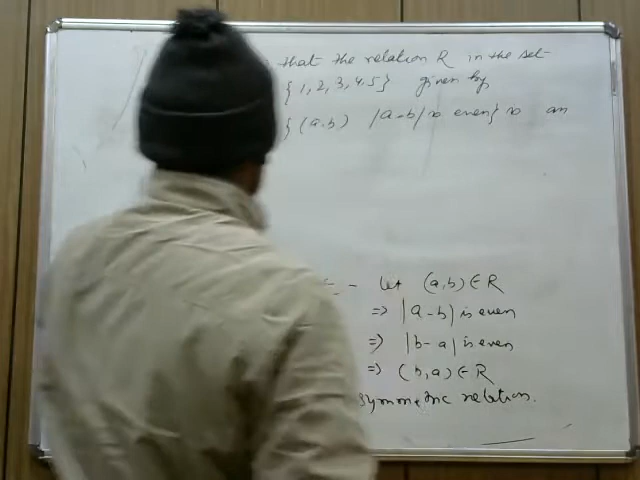 that the relation R in the set
{1, 2, 3, 4, 5} given by
{(a, b) |a-b| is even} is an
- Let (a, b) ∈ R
⇒ |a - b| is even
⇒ |b - a| is even
⇒ (b, a) ∈ R
symmetric relation.